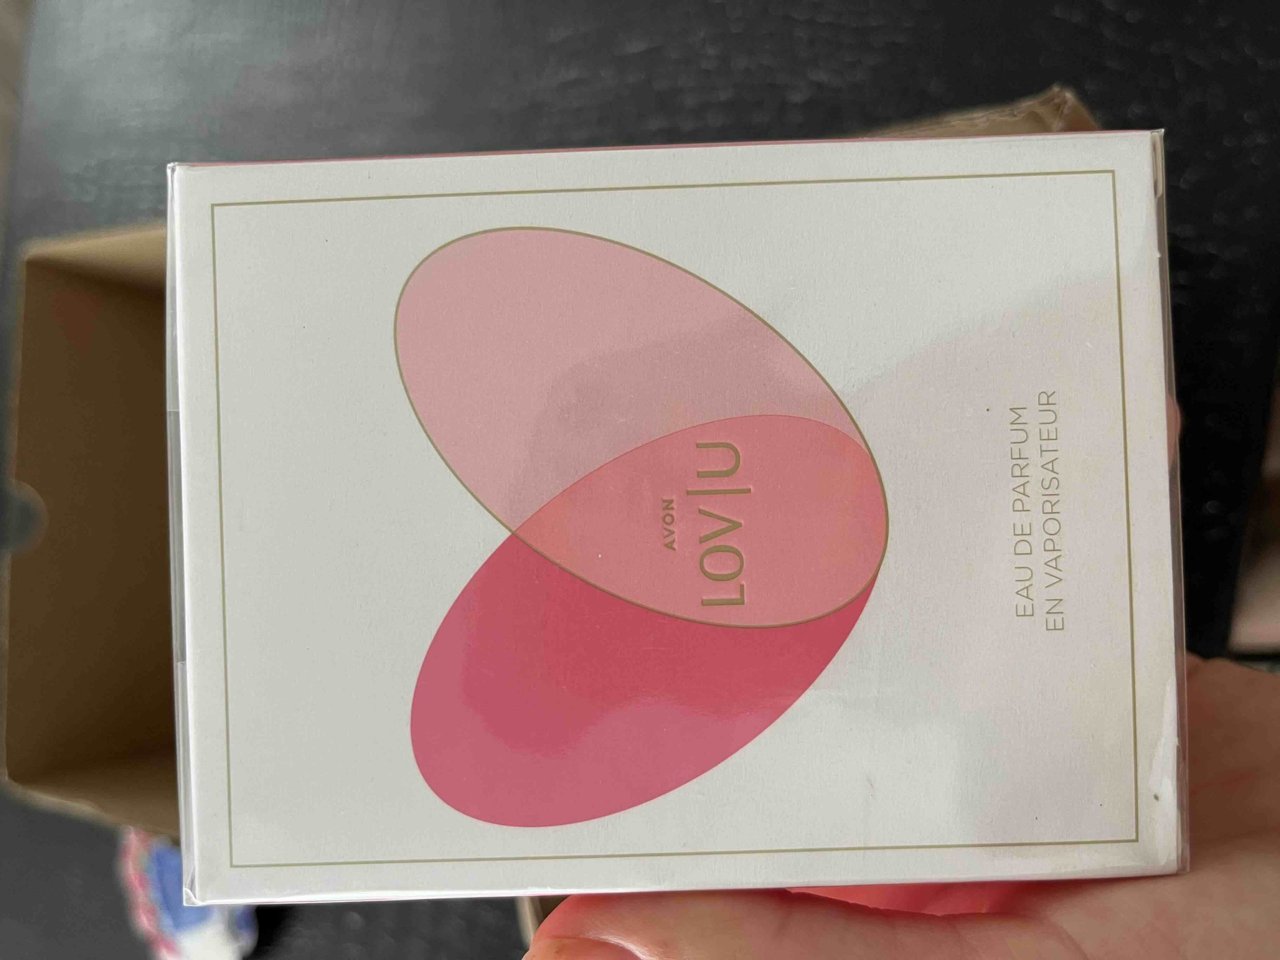 AVON
LOV|U
EAU DE PARFUM
EN VAPORISATEUR